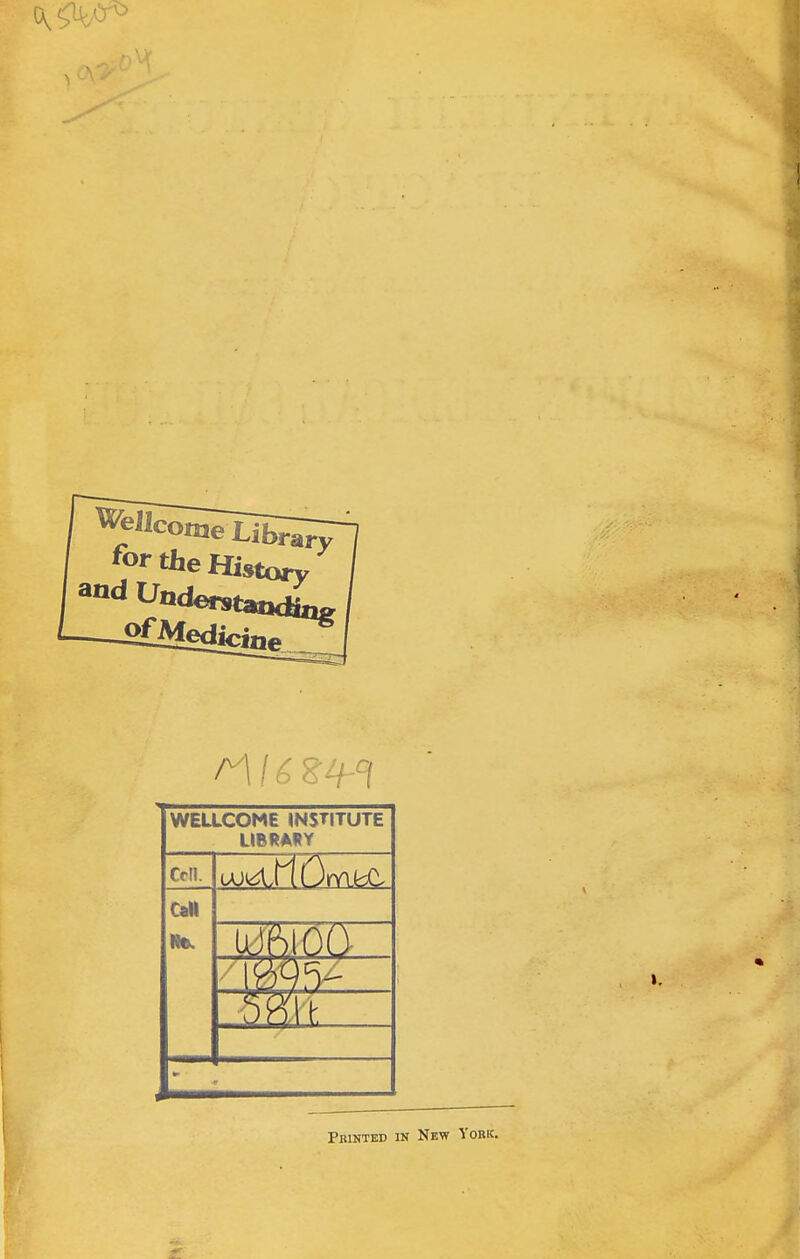 Wellcome Library
for the History
and Understanding
of Medicine
M16849
WELLCOME INSTITUTE
LIBRARY
Coll. welMOmec
Call
No. WB100
1895-
S81t
PRINTED IN NEW YORK.